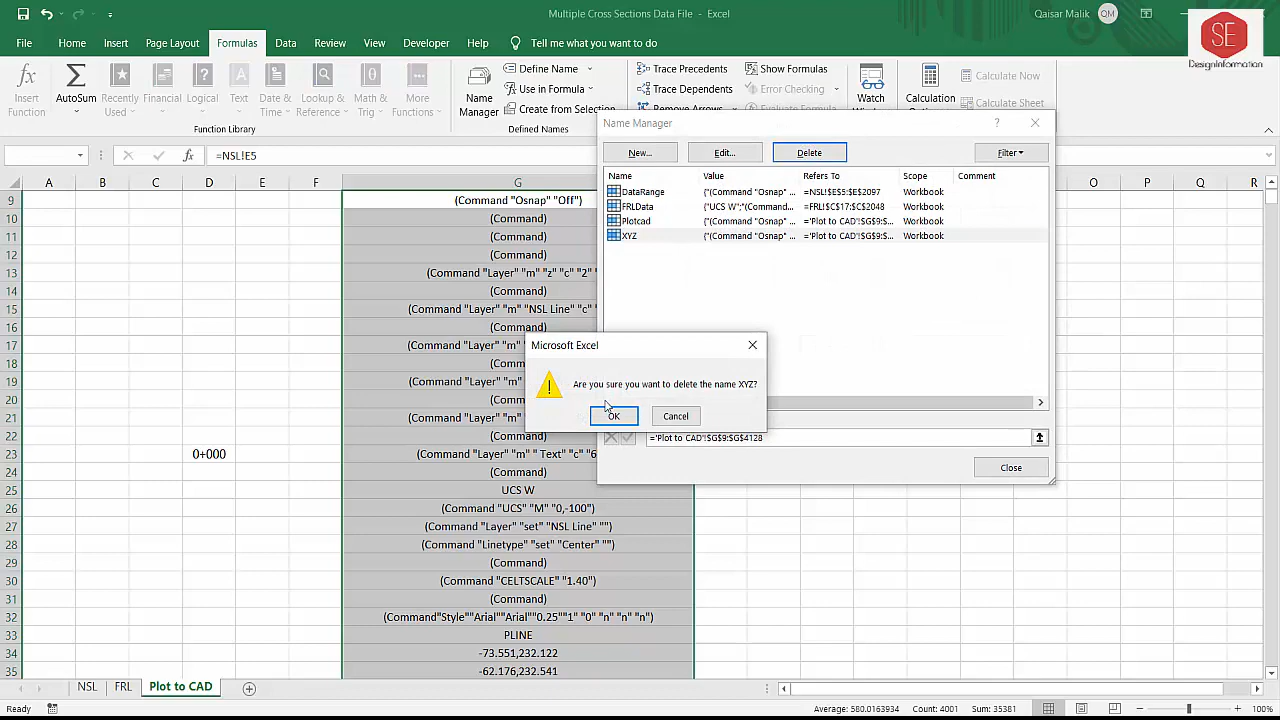 Multiple Cross Sections Data File - Excel
Qaisar Malik QM
SE
DesignInformation
File Home Insert Page Layout Formulas Data Review View Developer Help Tell me what you want to do
Insert Function
AutoSum
Recently Used
Financial
Logical
Text
Date & Time
Lookup & Reference
Math & Trig
More Functions
Function Library
Name Manager
Define Name
Use in Formula
Create from Selection
Defined Names
Trace Precedents
Trace Dependents
Remove Arrows
Show Formulas
Error Checking
Evaluate Formula
Watch
Calculation
Calculate Now
Calculate Sheet
fx =NSL!E5
Name Manager ?
New... Edit... Delete Filter
Name Value Refers To Scope Comment
DataRange {"(Command "Osnap" ... =NSL!$E$5:$E$2097 Workbook
FRLData {"UCS W";"(Command... =FRL!$C$17:$C$2048 Workbook
Plotcad {"(Command "Osnap" ... ='Plot to CAD'!$G$9:$... Workbook
XYZ {"(Command "Osnap" ... ='Plot to CAD'!$G$9:$... Workbook
='Plot to CAD'!$G$9:$G$4128
Close
Microsoft Excel
Are you sure you want to delete the name XYZ?
OK Cancel
A B C D E F G O P Q R
9 (Command "Osnap" "Off")
10 (Command)
11 (Command)
12 (Command)
13 (Command "Layer" "m" "z" "c" "2" "
14 (Command)
15 (Command "Layer" "m" "NSL Line" "c" "
16 (Command)
17 (Command "Layer" "m" "
18 (Comma
19 (Command "Layer" "m"
20 (Comma
21 (Command "Layer" "m" "
22 (Command)
23 0+000 (Command "Layer" "m" " Text" "c" "6
24 (Command)
25 UCS W
26 (Command "UCS" "M" "0,-100")
27 (Command "Layer" "set" "NSL Line" "")
28 (Command "Linetype" "set" "Center" "")
29 (Command)
30 (Command "CELTSCALE" "1.40")
31 (Command)
32 (Command"Style""Arial""Arial""0.25""1" "0" "n" "n" "n")
33 PLINE
34 -73.551,232.122
35 -62.176,232.541
NSL FRL Plot to CAD
Ready Average: 580.0163934 Count: 4001 Sum: 35381 100%